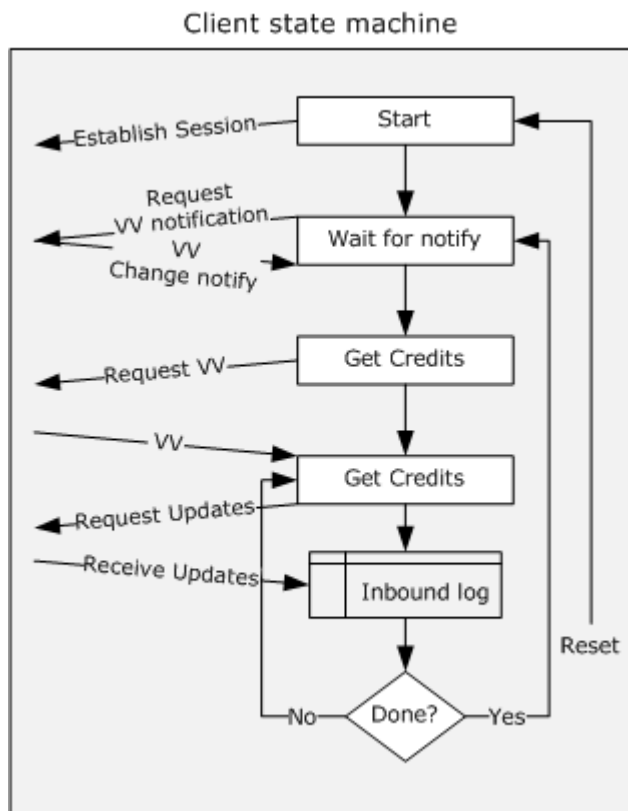 Client state machine
Start
Establish Session
Request
VV notification
Wait for notify
VV
Change notify
Get Credits
Request VV
VV
Get Credits
Request Updates
Receive Updates
Inbound log
Reset
No
Done?
Yes